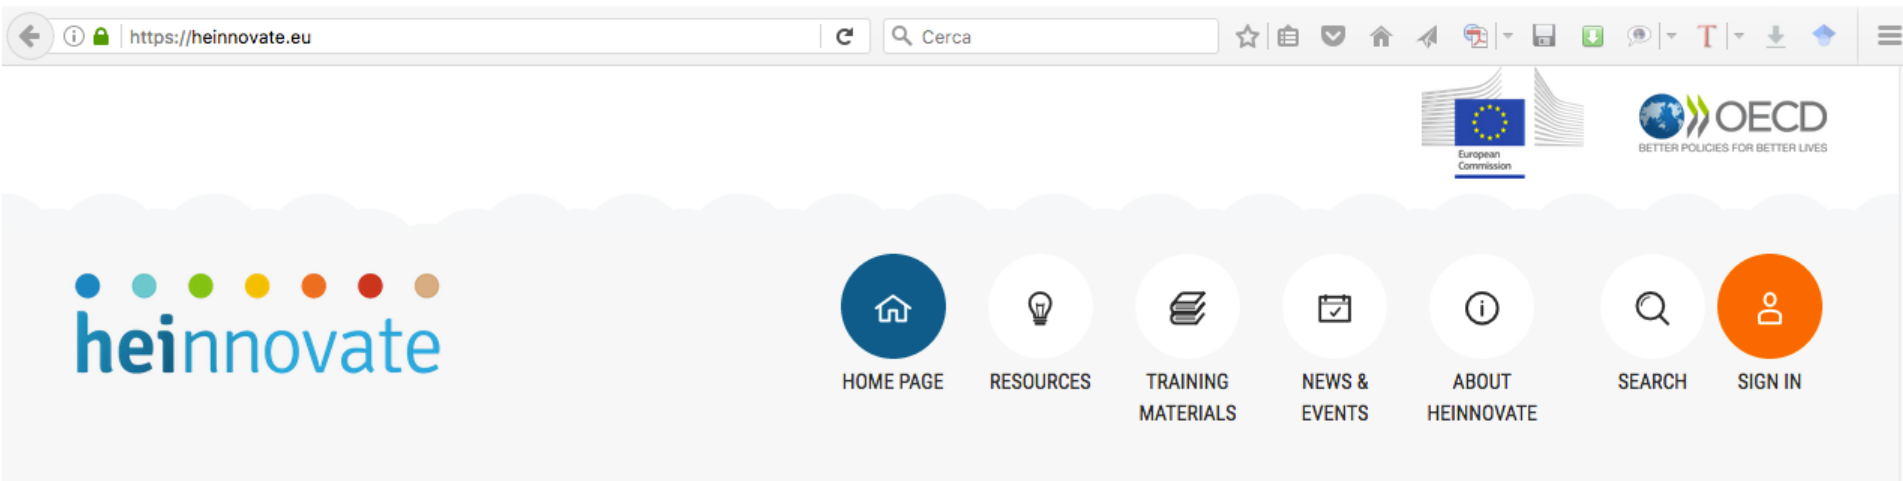 https://heinnovate.eu
Cerca
European
Commission
OECD
BETTER POLICIES FOR BETTER LIVES
heinnovate
HOME PAGE
RESOURCES
TRAINING
MATERIALS
NEWS &
EVENTS
ABOUT
HEINNOVATE
SEARCH
SIGN IN